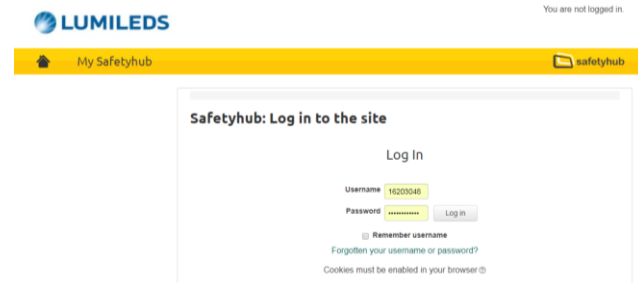 You are not logged in.
LUMILEDS
My Safetyhub
safetyhub
Safetyhub: Log in to the site
Log In
Username 16203046
Password •••••••••••• Log in
Remember username
Forgotten your username or password?
Cookies must be enabled in your browser